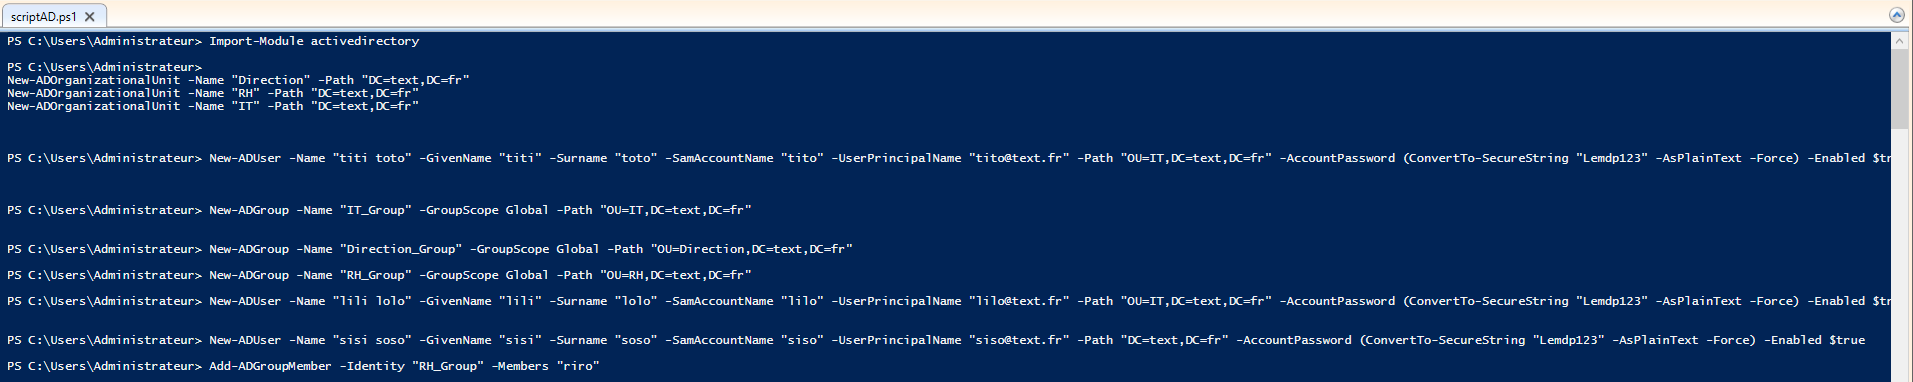 scriptAD.ps1
PS C:\Users\Administrateur> Import-Module activedirectory
PS C:\Users\Administrateur>
New-ADOrganizationalUnit -Name "Direction" -Path "DC=text,DC=fr"
New-ADOrganizationalUnit -Name "RH" -Path "DC=text,DC=fr"
New-ADOrganizationalUnit -Name "IT" -Path "DC=text,DC=fr"
PS C:\Users\Administrateur> New-ADUser -Name "titi toto" -GivenName "titi" -Surname "toto" -SamAccountName "tito" -UserPrincipalName "tito@text.fr" -Path "OU=IT,DC=text,DC=fr" -AccountPassword (ConvertTo-SecureString "Lemdp123" -AsPlainText -Force) -Enabled $tr
PS C:\Users\Administrateur> New-ADGroup -Name "IT_Group" -GroupScope Global -Path "OU=IT,DC=text,DC=fr"
PS C:\Users\Administrateur> New-ADGroup -Name "Direction_Group" -GroupScope Global -Path "OU=Direction,DC=text,DC=fr"
PS C:\Users\Administrateur> New-ADGroup -Name "RH_Group" -GroupScope Global -Path "OU=RH,DC=text,DC=fr"
PS C:\Users\Administrateur> New-ADUser -Name "lili lolo" -GivenName "lili" -Surname "lolo" -SamAccountName "lilo" -UserPrincipalName "lilo@text.fr" -Path "OU=IT,DC=text,DC=fr" -AccountPassword (ConvertTo-SecureString "Lemdp123" -AsPlainText -Force) -Enabled $tr
PS C:\Users\Administrateur> New-ADUser -Name "sisi soso" -GivenName "sisi" -Surname "soso" -SamAccountName "siso" -UserPrincipalName "siso@text.fr" -Path "DC=text,DC=fr" -AccountPassword (ConvertTo-SecureString "Lemdp123" -AsPlainText -Force) -Enabled $true
PS C:\Users\Administrateur> Add-ADGroupMember -Identity "RH_Group" -Members "riro"